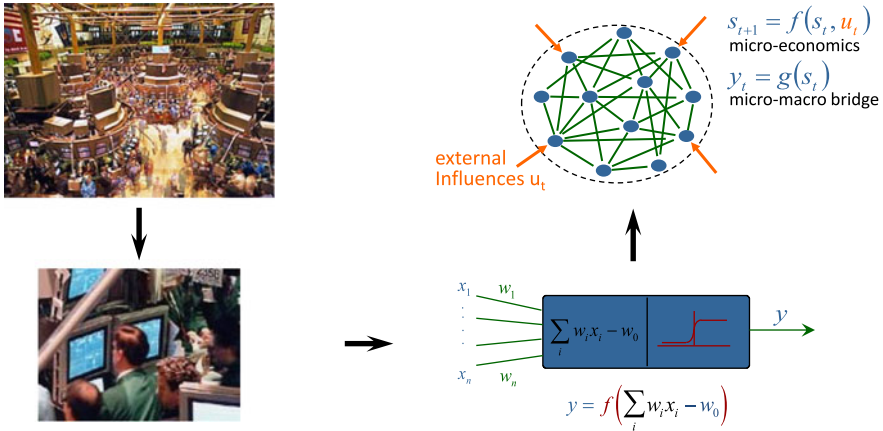 s_{t+1} = f(s_t, u_t)
micro-economics
y_t = g(s_t)
micro-macro bridge
external
Influences u_t
x_1 w_1
.
.
.
.
x_n w_n
∑_i w_i x_i − w_0
y
y = f(∑_i w_i x_i − w_0)